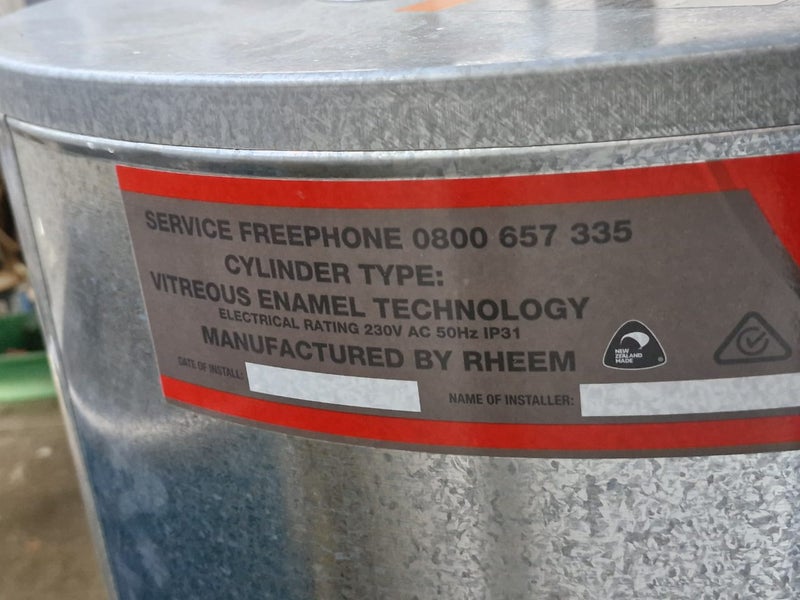 SERVICE FREEPHONE 0800 657 335
CYLINDER TYPE:
VITREOUS ENAMEL TECHNOLOGY
ELECTRICAL RATING 230V AC 50Hz IP31
MANUFACTURED BY RHEEM
NEW
ZEALAND
MADE
DATE OF INSTALL:
NAME OF INSTALLER: